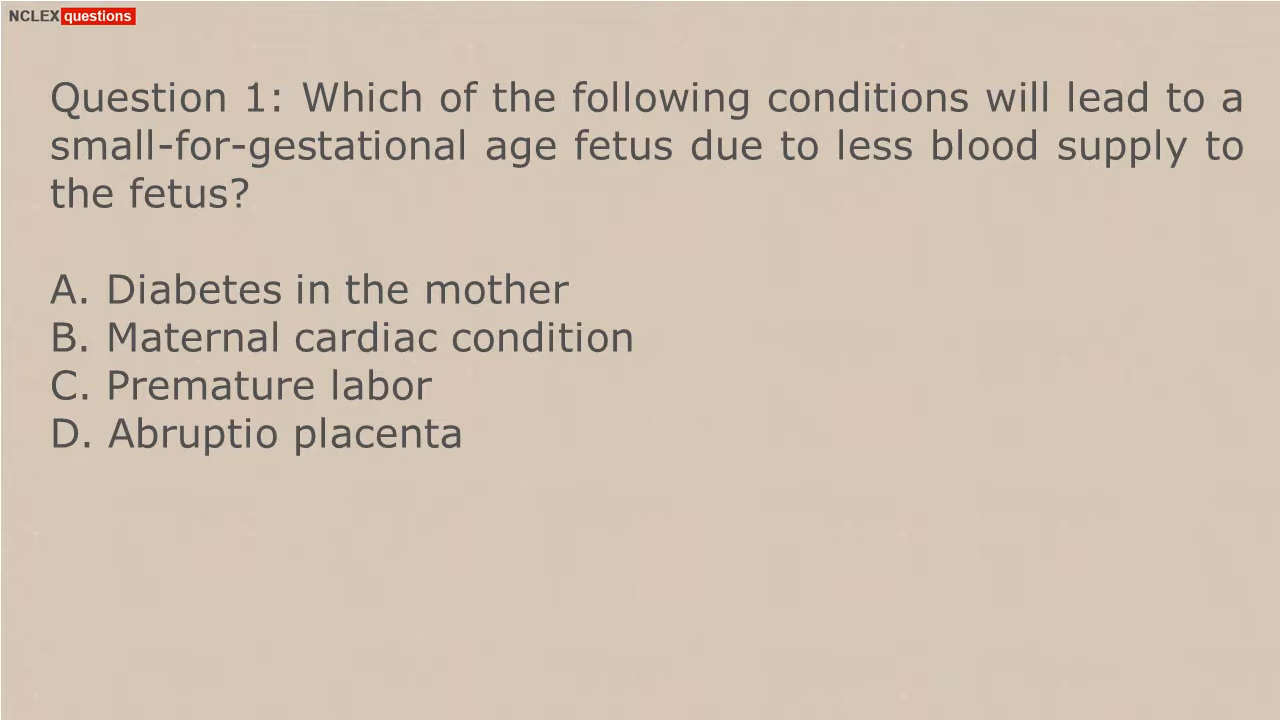 NCLEX questions
Question 1: Which of the following conditions will lead to a
small-for-gestational age fetus due to less blood supply to
the fetus?
A. Diabetes in the mother
B. Maternal cardiac condition
C. Premature labor
D. Abruptio placenta